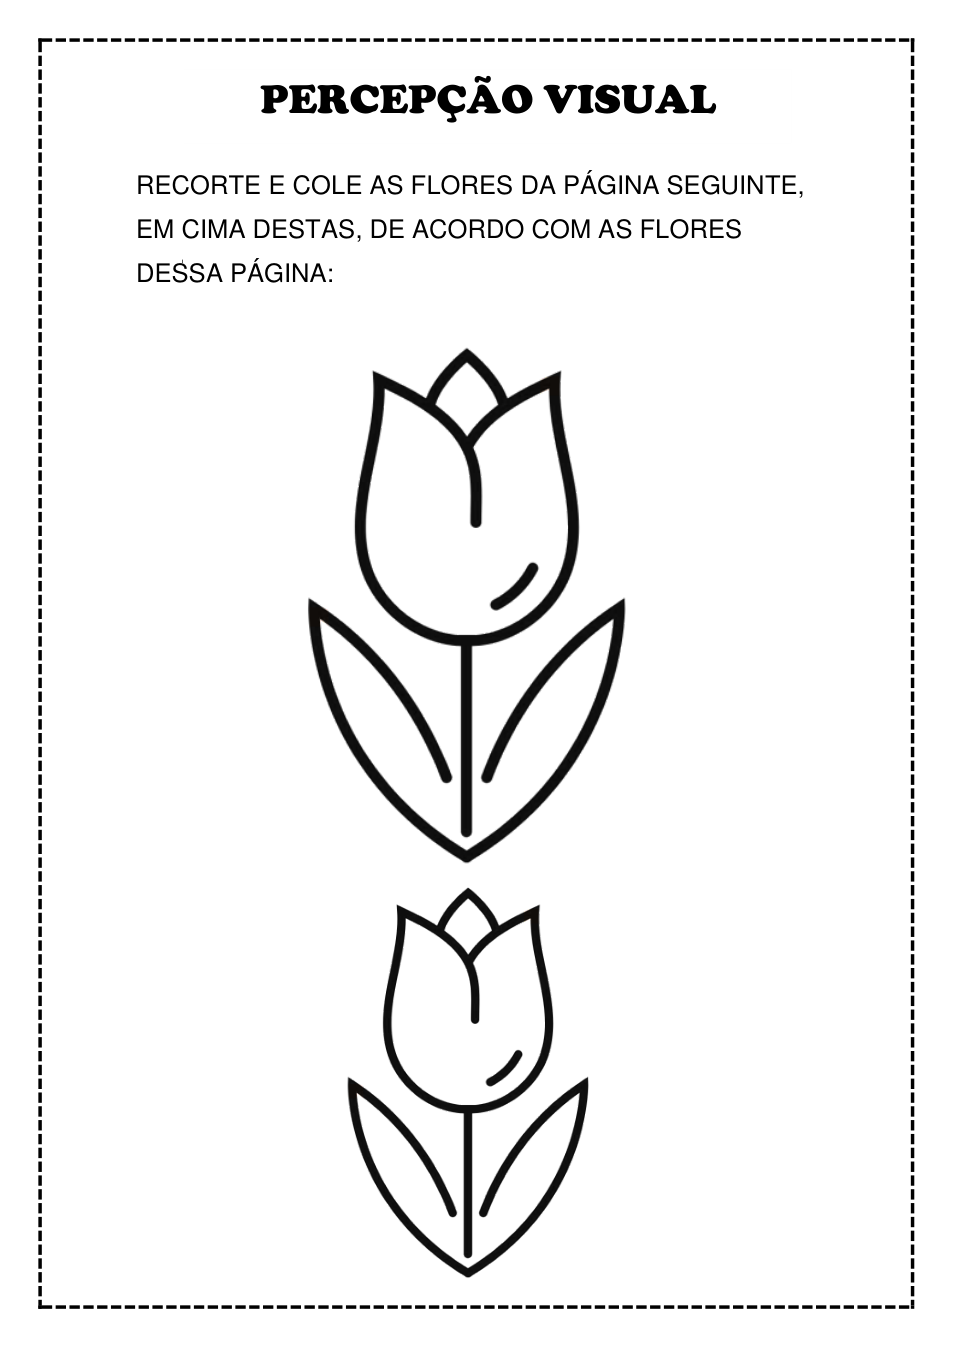 PERCEPÇÃO VISUAL
RECORTE E COLE AS FLORES DA PÁGINA SEGUINTE,
EM CIMA DESTAS, DE ACORDO COM AS FLORES
DESSA PÁGINA: